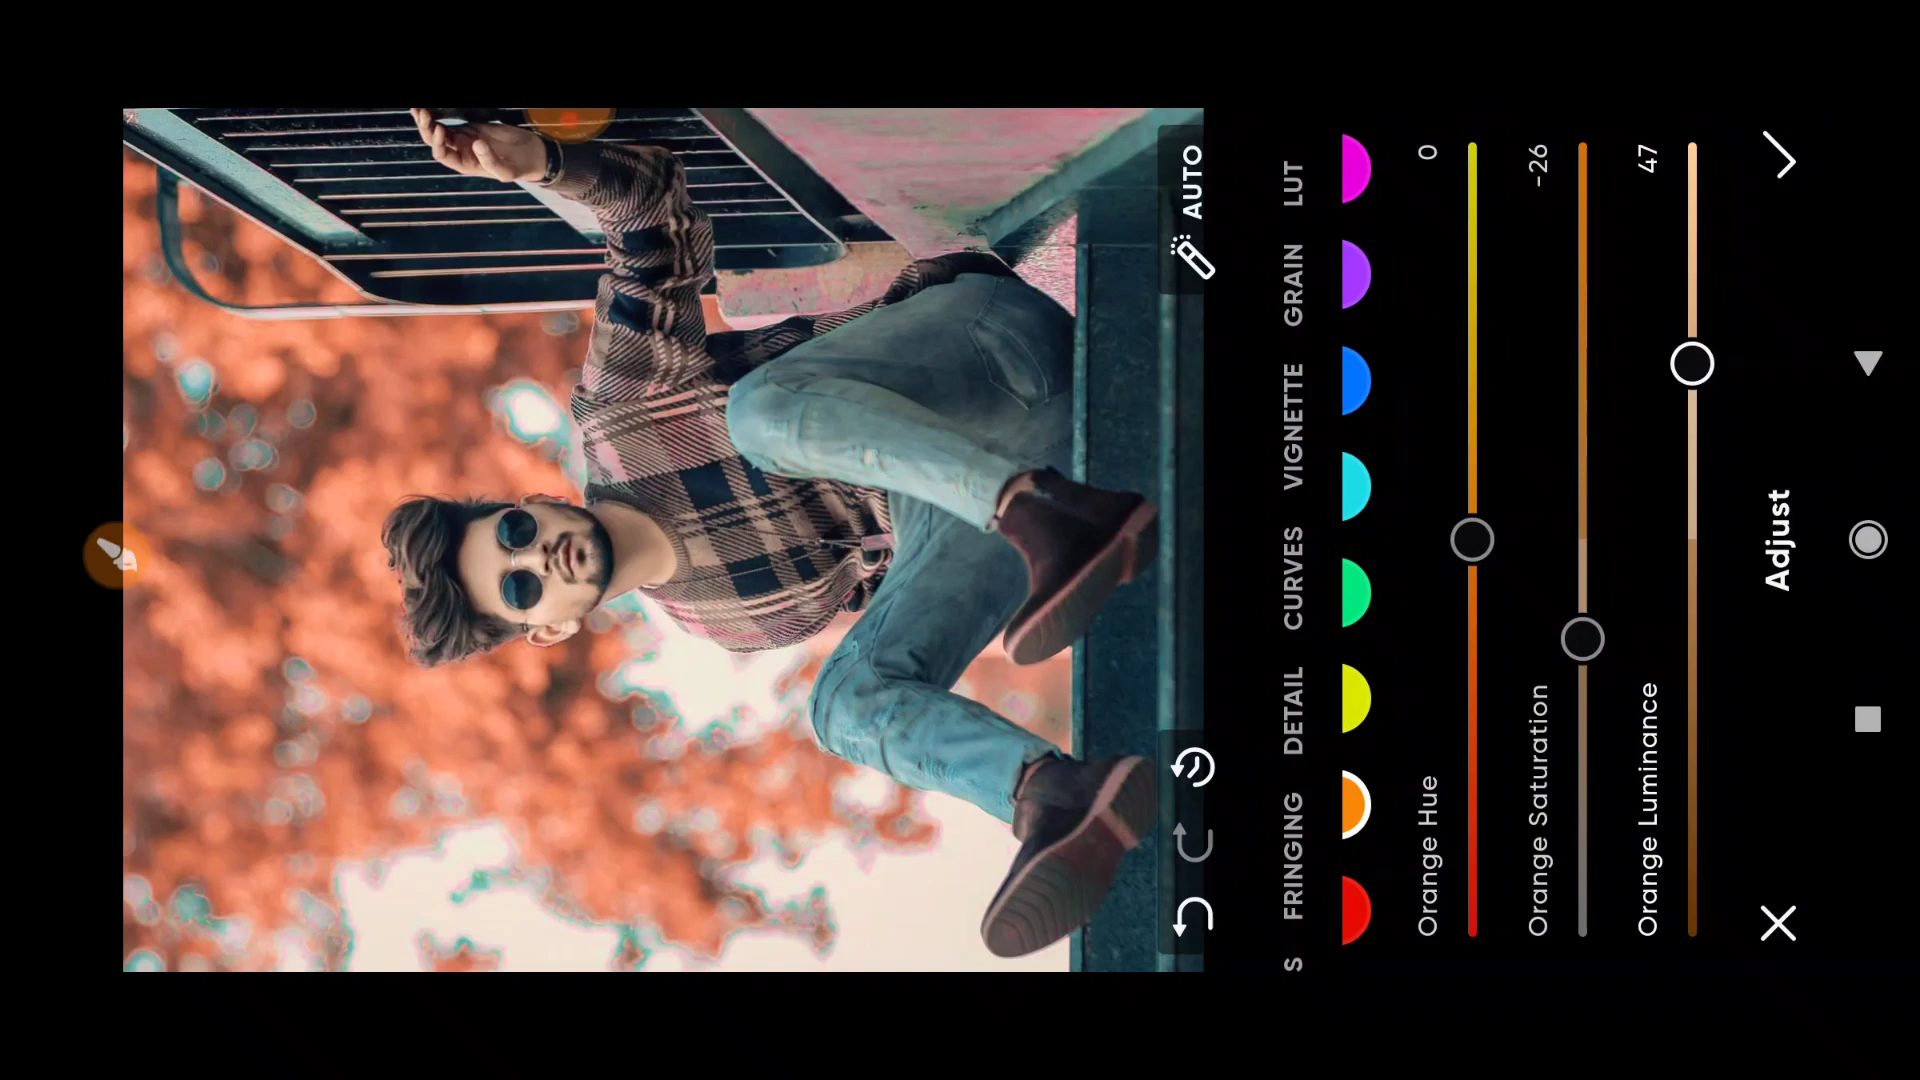 AUTO
S FRINGING DETAIL CURVES VIGNETTE GRAIN LUT
Orange Hue 0
Orange Saturation -26
Orange Luminance 47
Adjust